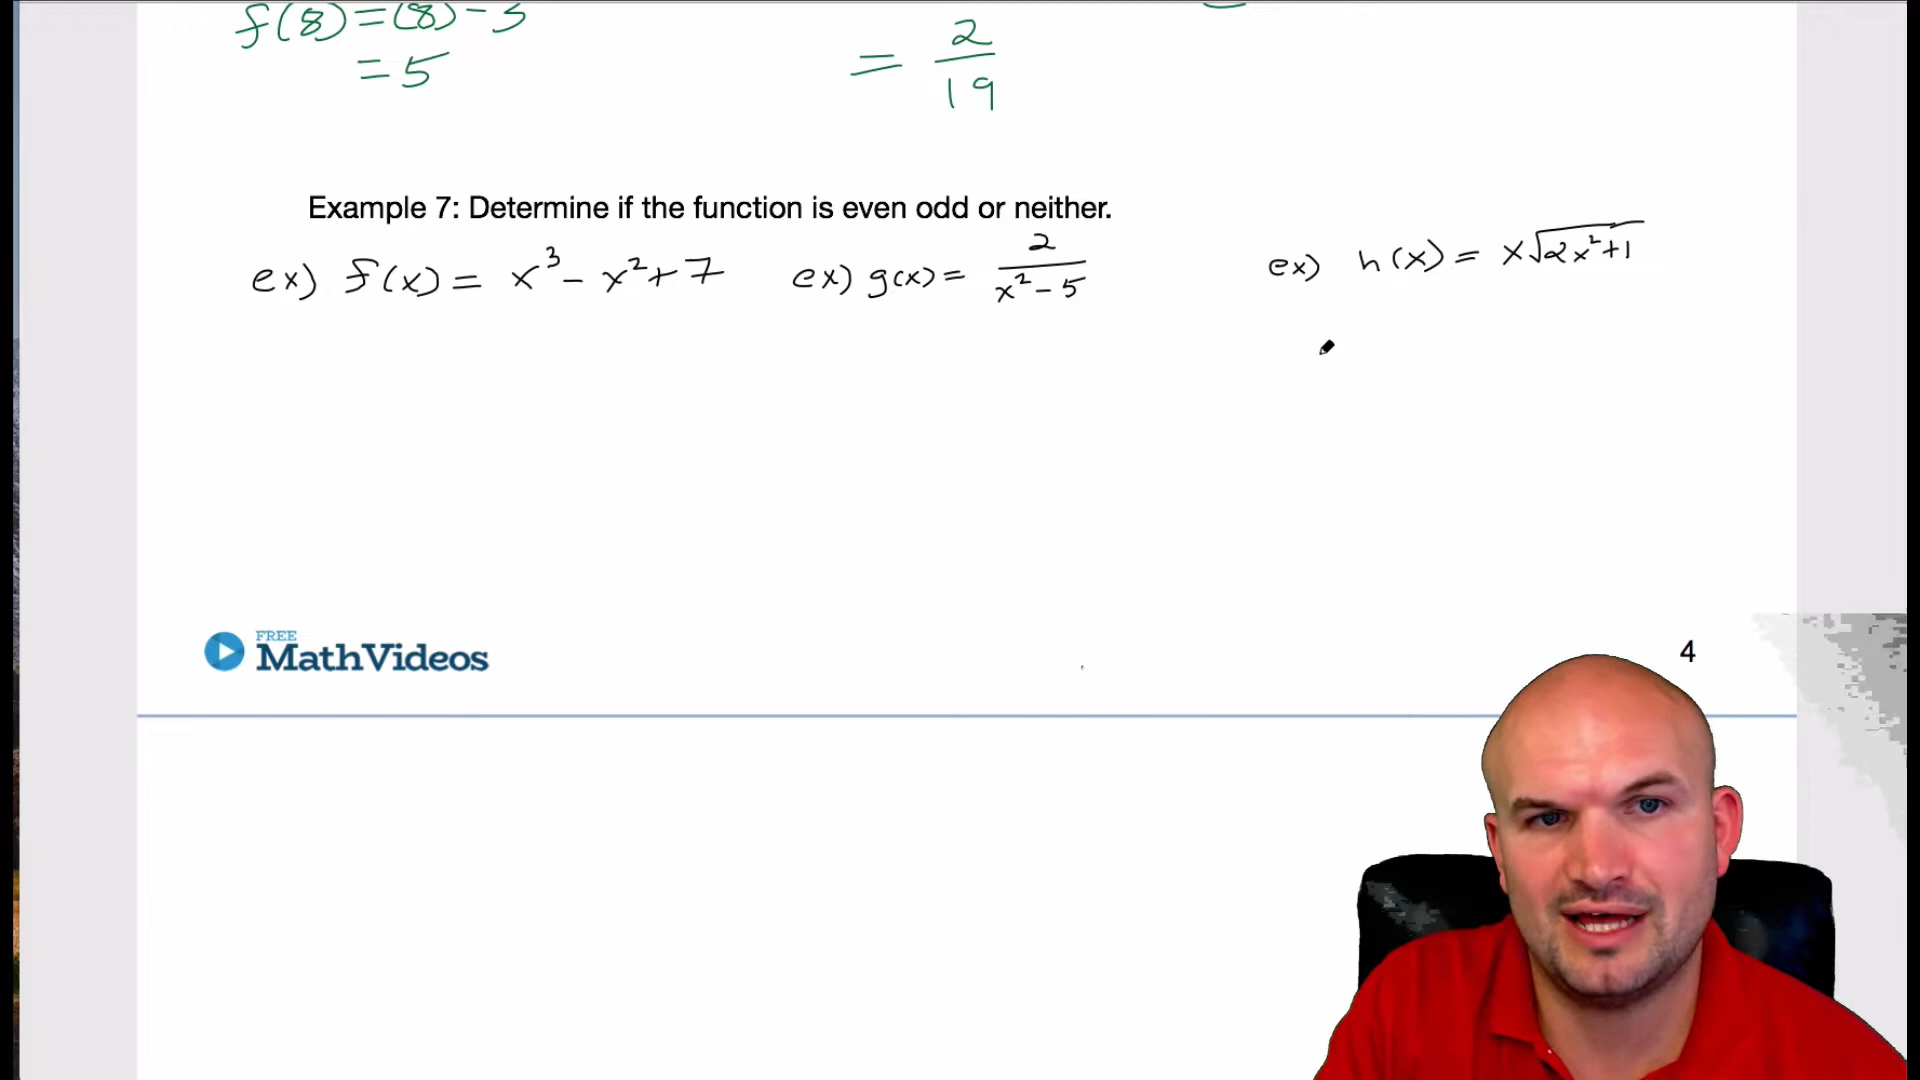 f(8)=(8)-3
=5
= 2/19
Example 7: Determine if the function is even odd or neither.
ex) f(x) = x³ - x² + 7
ex) g(x) = 2/(x² - 5)
ex) h(x) = x√(2x²+1)
FREE
MathVideos
4